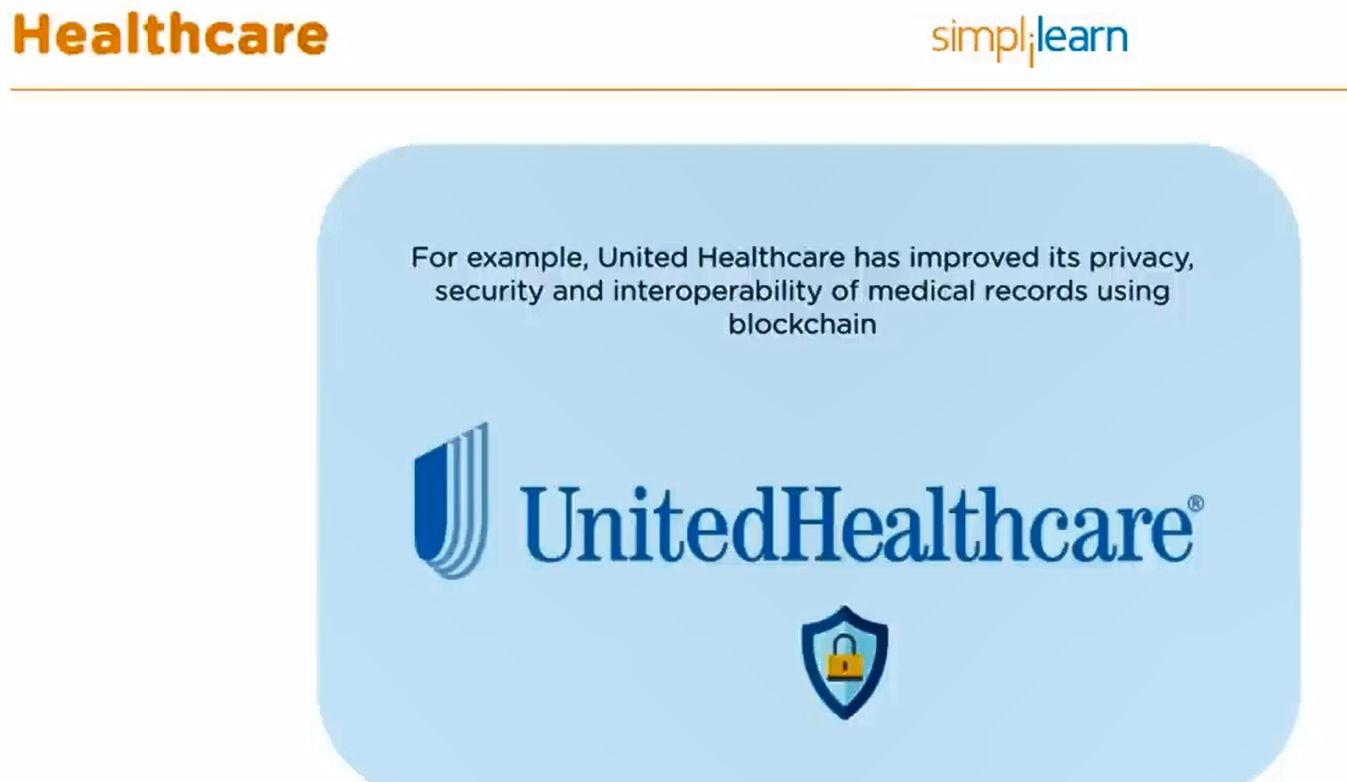 Healthcare
simplilearn
For example, United Healthcare has improved its privacy,
security and interoperability of medical records using
blockchain
UnitedHealthcare®